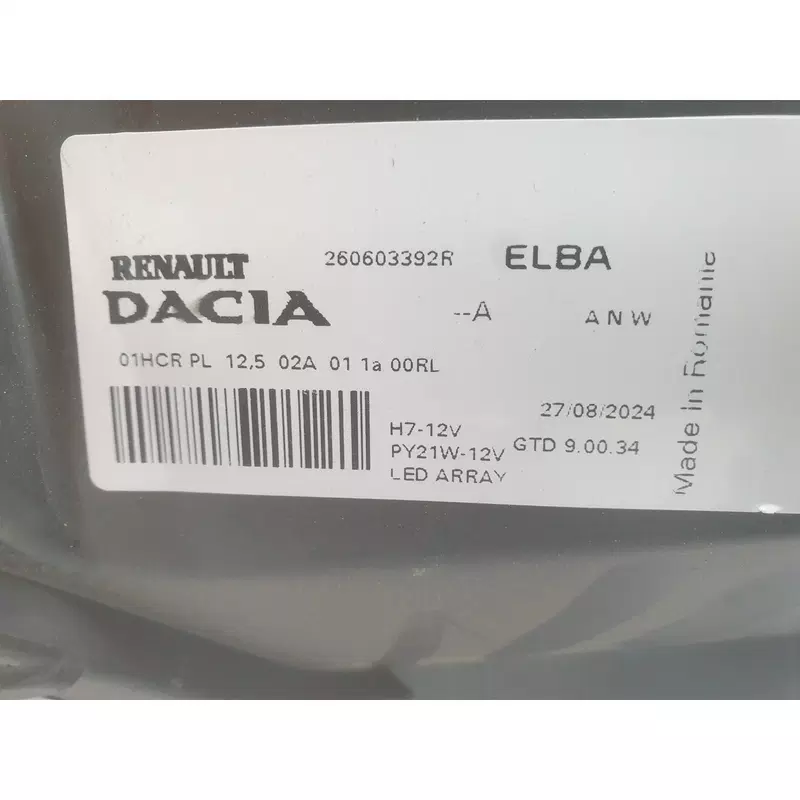 RENAULT 260603392R ELBA
DACIA --A ANW
01HCR PL 12,5 02A 01 1a 00RL
H7-12V 27/08/2024
PY21W-12V GTD 9.00.34
LED ARRAY
Made in Romania